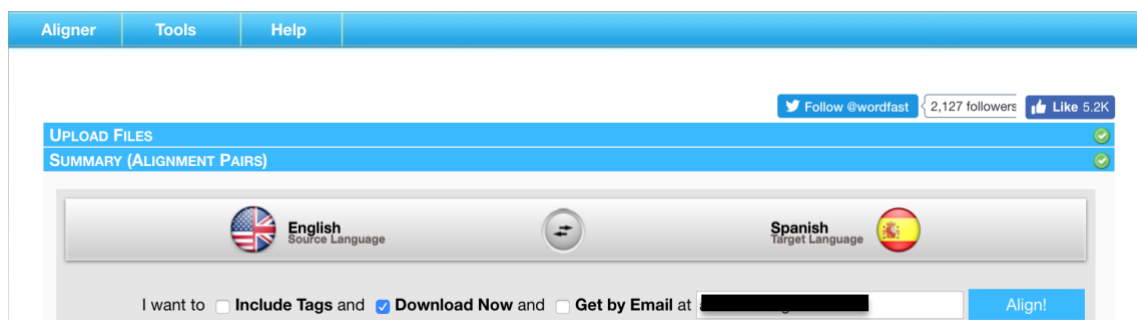 Aligner Tools Help
Follow @wordfast 2,127 followers Like 5.2K
UPLOAD FILES
SUMMARY (ALIGNMENT PAIRS)
English Spanish
Source Language Target Language
I want to Include Tags and Download Now and Get by Email at Align!